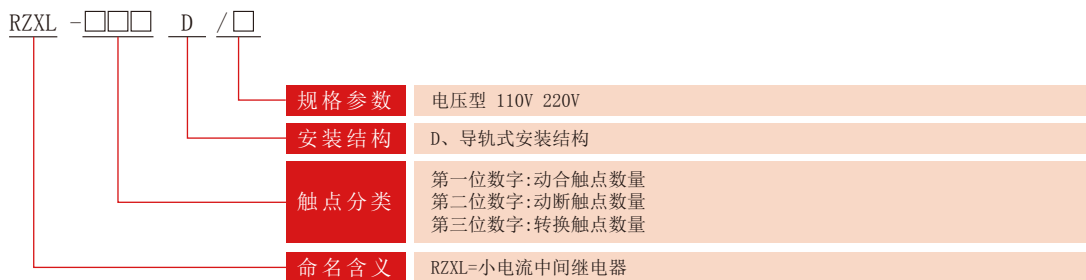 RZXL -□□□ D /□
规格参数 电压型 110V 220V
安装结构 D、导轨式安装结构
触点分类
第一位数字:动合触点数量
第二位数字:动断触点数量
第三位数字:转换触点数量
命名含义 RZXL=小电流中间继电器